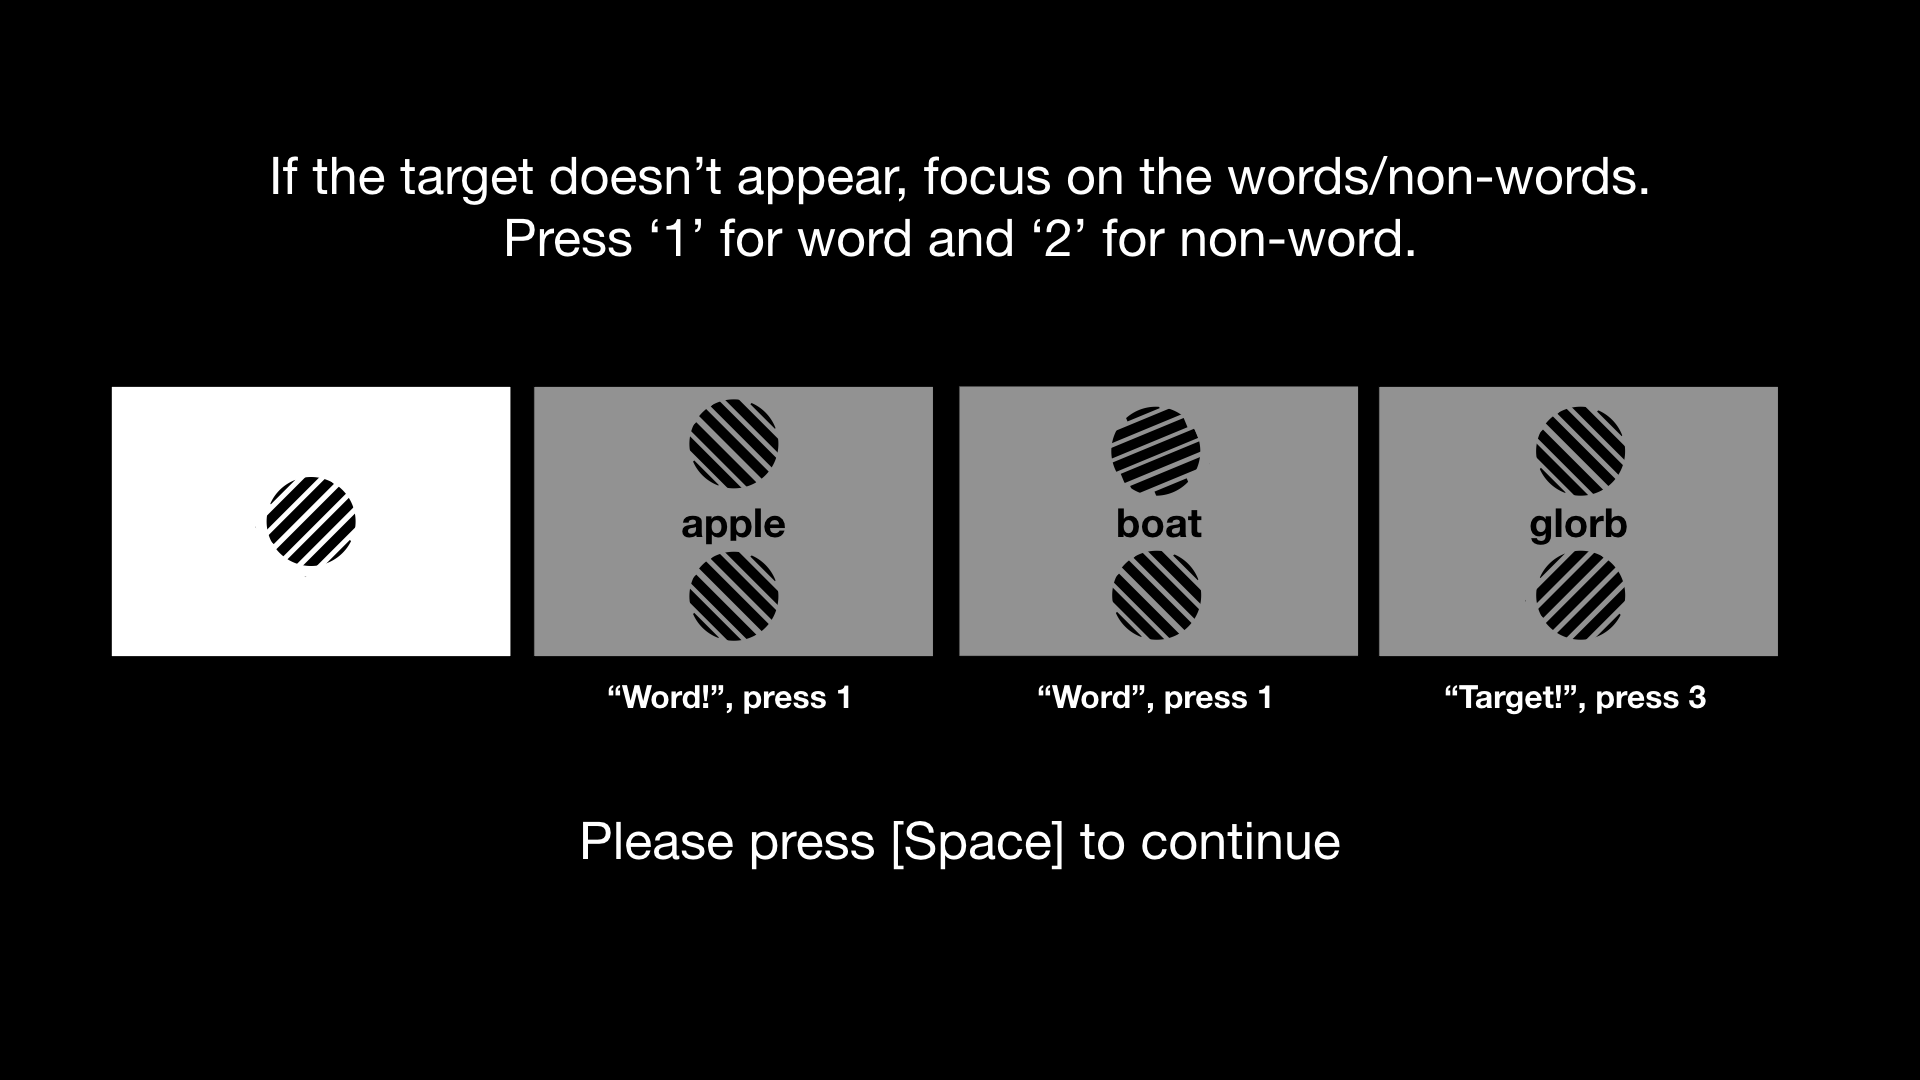 If the target doesn’t appear, focus on the words/non-words.
Press ‘1’ for word and ‘2’ for non-word.
apple
boat
glorb
“Word!”, press 1
“Word”, press 1
“Target!”, press 3
Please press [Space] to continue